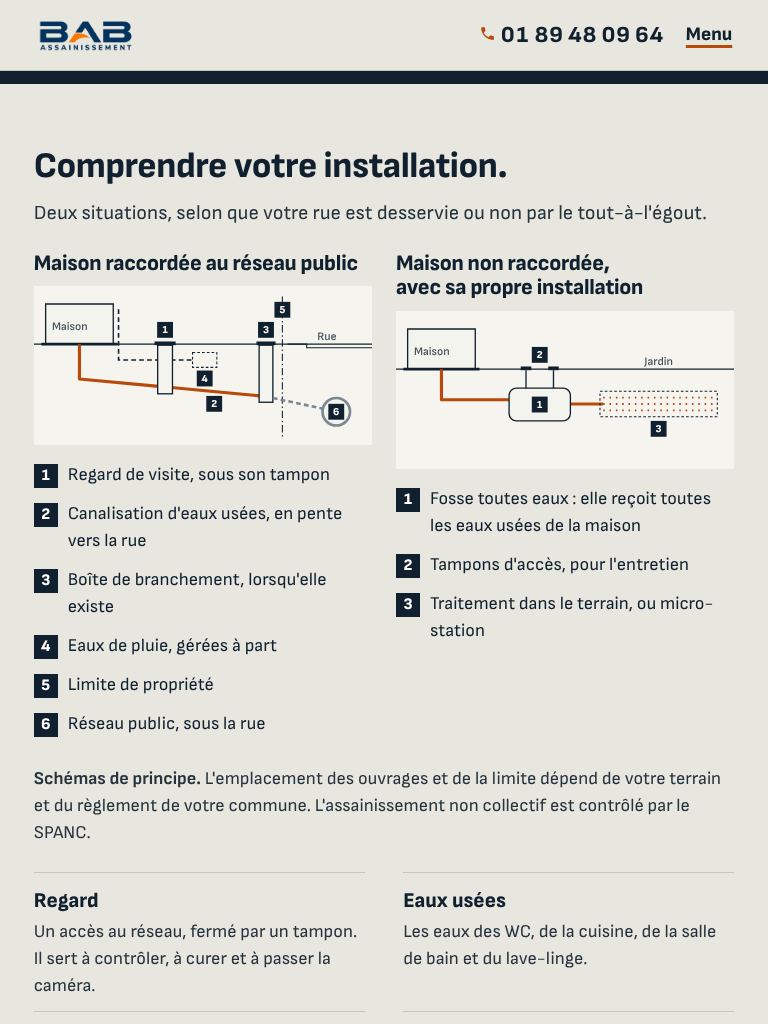 BAB
ASSAINISSEMENT
01 89 48 09 64
Menu
Comprendre votre installation.
Deux situations, selon que votre rue est desservie ou non par le tout-à-l'égout.
Maison raccordée au réseau public
Maison
1
3
5
Rue
4
2
6
1 Regard de visite, sous son tampon
2 Canalisation d'eaux usées, en pente
vers la rue
3 Boîte de branchement, lorsqu'elle
existe
4 Eaux de pluie, gérées à part
5 Limite de propriété
6 Réseau public, sous la rue
Maison non raccordée,
avec sa propre installation
Maison
2
Jardin
1
3
1 Fosse toutes eaux : elle reçoit toutes
les eaux usées de la maison
2 Tampons d'accès, pour l'entretien
3 Traitement dans le terrain, ou micro-
station
Schémas de principe. L'emplacement des ouvrages et de la limite dépend de votre terrain
et du règlement de votre commune. L'assainissement non collectif est contrôlé par le
SPANC.
Regard
Un accès au réseau, fermé par un tampon.
Il sert à contrôler, à curer et à passer la
caméra.
Eaux usées
Les eaux des WC, de la cuisine, de la salle
de bain et du lave-linge.